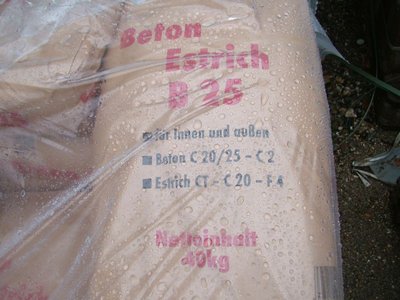 Beton
Estrich
B 25
für Innen und außen
Beton C 20/25 - C 2
Estrich CT - C 20 - F 4
Nettoinhalt
40kg